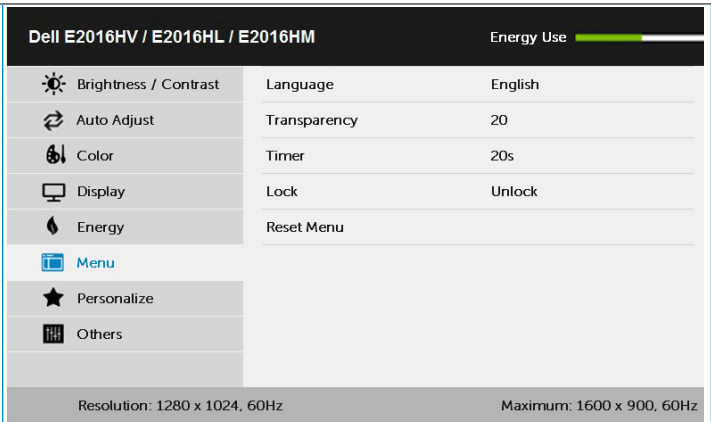 Dell E2016HV / E2016HL / E2016HM Energy Use
Brightness / Contrast Language English
Auto Adjust Transparency 20
Color Timer 20s
Display Lock Unlock
Energy Reset Menu
Menu
Personalize
Others
Resolution: 1280 x 1024, 60Hz Maximum: 1600 x 900, 60Hz